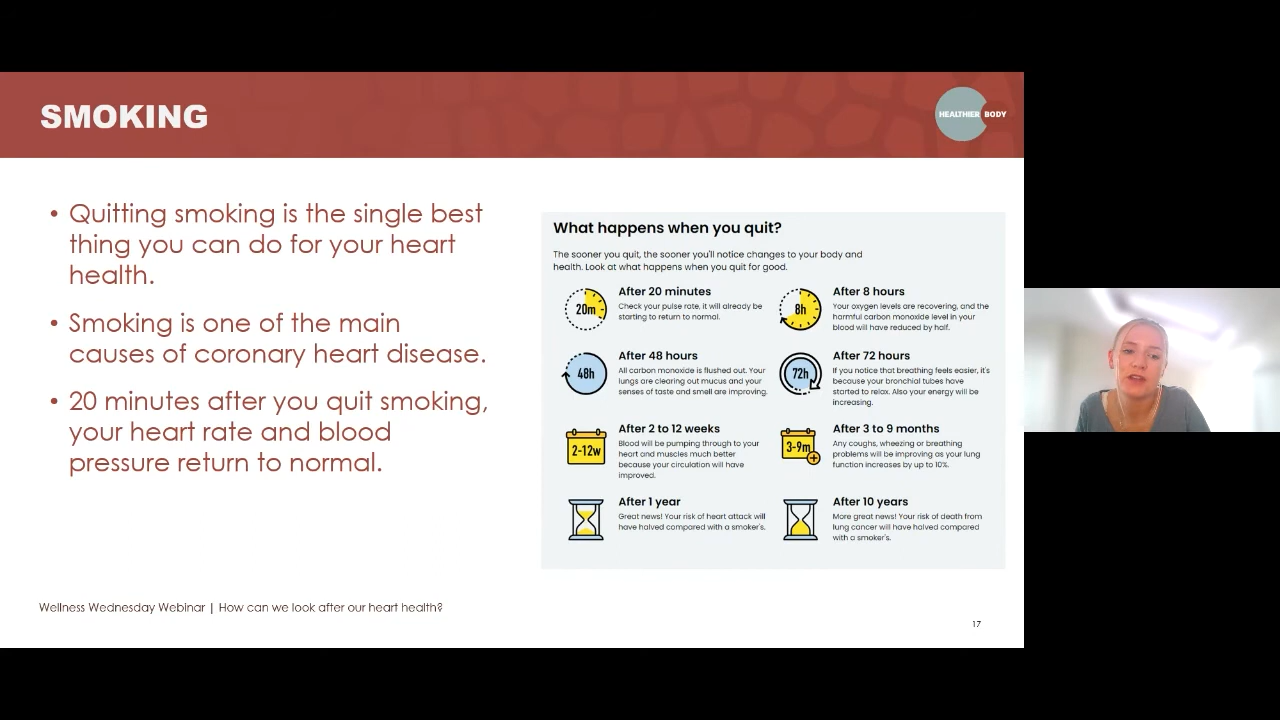 SMOKING
HEALTHIER BODY
• Quitting smoking is the single best
thing you can do for your heart
health.
• Smoking is one of the main
causes of coronary heart disease.
• 20 minutes after you quit smoking,
your heart rate and blood
pressure return to normal.
What happens when you quit?
The sooner you quit, the sooner you'll notice changes to your body and
health. Look at what happens when you quit for good.
20m
After 20 minutes
Check your pulse rate, it will already be
starting to return to normal.
8h
After 8 hours
Your oxygen levels are recovering, and the
harmful carbon monoxide level in your
blood will have reduced by half.
48h
After 48 hours
All carbon monoxide is flushed out. Your
lungs are clearing out mucus and your
senses of taste and smell are improving.
72h
After 72 hours
If you notice that breathing feels easier, it's
because your bronchial tubes have
started to relax. Also your energy will be
increasing.
2-12w
After 2 to 12 weeks
Blood will be pumping through to your
heart and muscles much better
because your circulation will have
improved.
3-9m
After 3 to 9 months
Any coughs, wheezing or breathing
problems will be improving as your lung
function increases by up to 10%.
After 1 year
Great news! Your risk of heart attack will
have halved compared with a smoker's.
After 10 years
More great news! Your risk of death from
lung cancer will have halved compared
with a smoker's.
Wellness Wednesday Webinar | How can we look after our heart health?
17